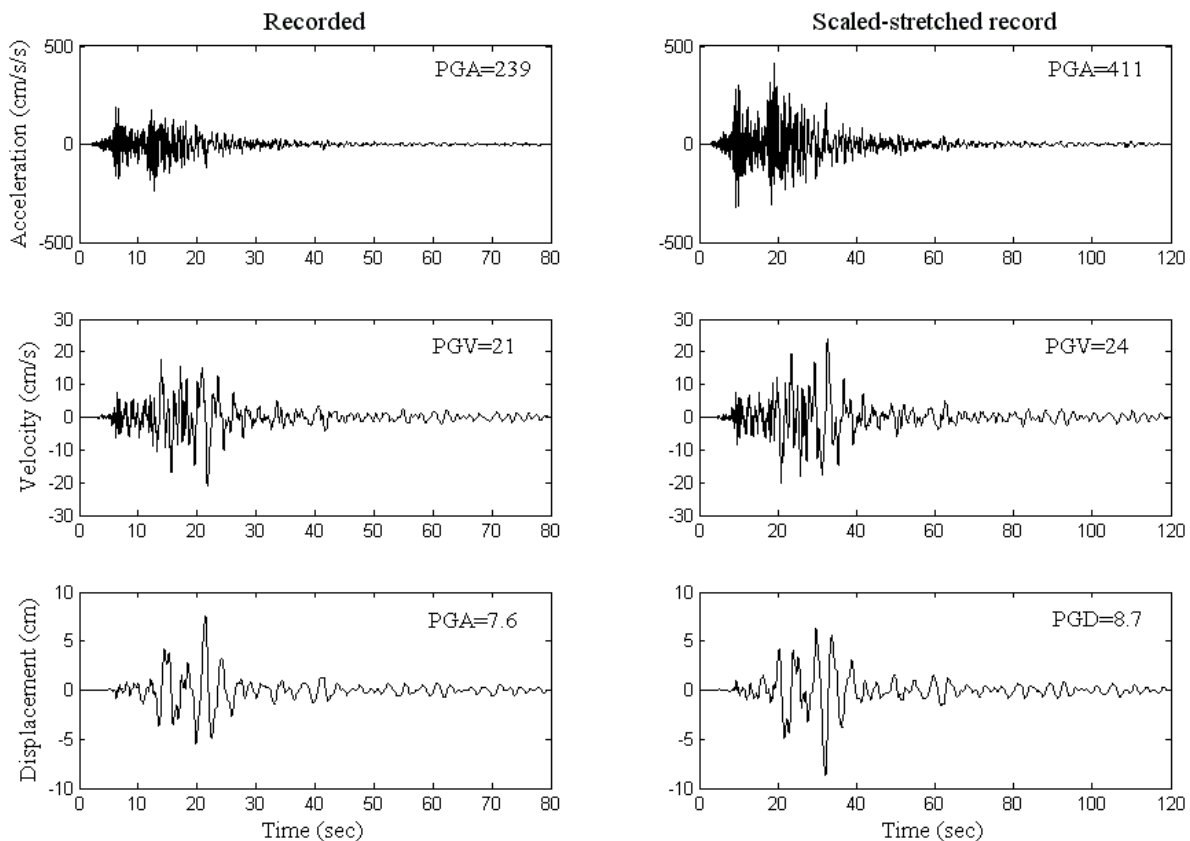 Recorded
Scaled-stretched record
Acceleration (cm/s/s)
500
0
-500
PGA=239
0 10 20 30 40 50 60 70 80
500
0
-500
PGA=411
0 20 40 60 80 100 120
Velocity (cm/s)
30
20
10
0
-10
-20
-30
PGV=21
0 10 20 30 40 50 60 70 80
30
20
10
0
-10
-20
-30
PGV=24
0 20 40 60 80 100 120
Displacement (cm)
10
5
0
-5
-10
PGA=7.6
0 10 20 30 40 50 60 70 80
Time (sec)
10
5
0
-5
-10
PGD=8.7
0 20 40 60 80 100 120
Time (sec)